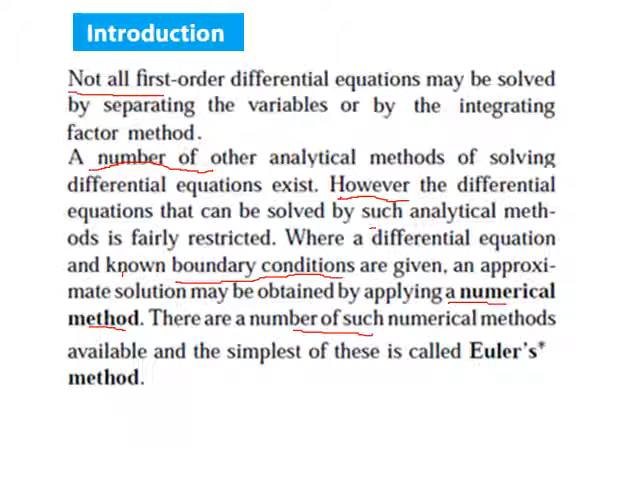 Introduction
Not all first-order differential equations may be solved
by separating the variables or by the integrating
factor method.
A number of other analytical methods of solving
differential equations exist. However the differential
equations that can be solved by such analytical meth-
ods is fairly restricted. Where a differential equation
and known boundary conditions are given, an approxi-
mate solution may be obtained by applying a numerical
method. There are a number of such numerical methods
available and the simplest of these is called Euler's*
method.